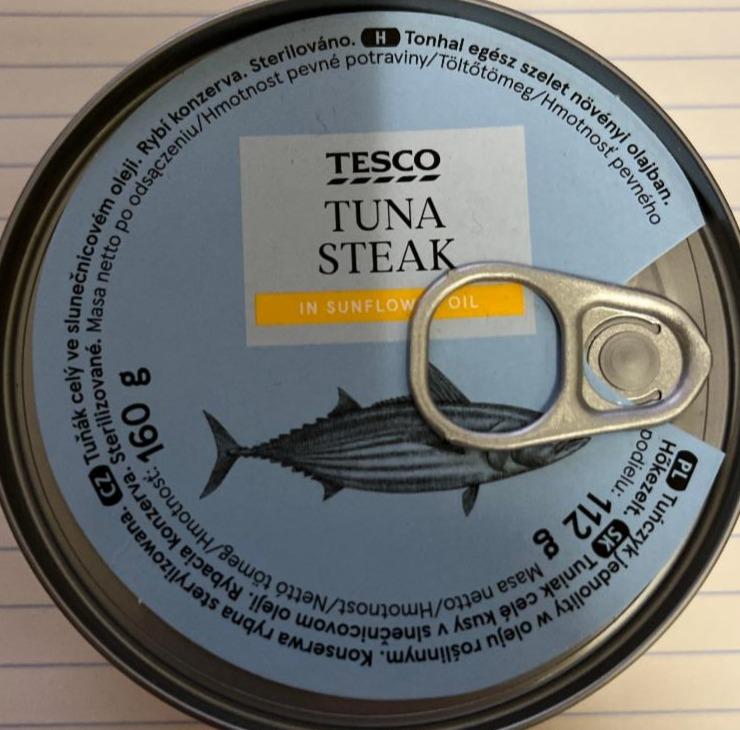 TESCO
TUNA
STEAK
IN SUNFLOWER OIL
CZ Tuňák celý ve slunečnicovém oleji. Rybí konzerva. Sterilováno. H Tonhal egész szelet növényi olajban.
Hőkezelt. SK Tuniak celé kusy v slnečnicovom oleji. Rybacia konzerva. Sterilizované.
PL Tuńczyk jednolity w oleju roślinnym. Konserwa rybna sterylizowana.
Masa netto po odsączeniu/Hmotnost pevné potraviny/Töltőtömeg/Hmotnosť pevného
podielu: 112 g
Masa netto/Hmotnost/Nettó tömeg/Hmotnosť: 160 g